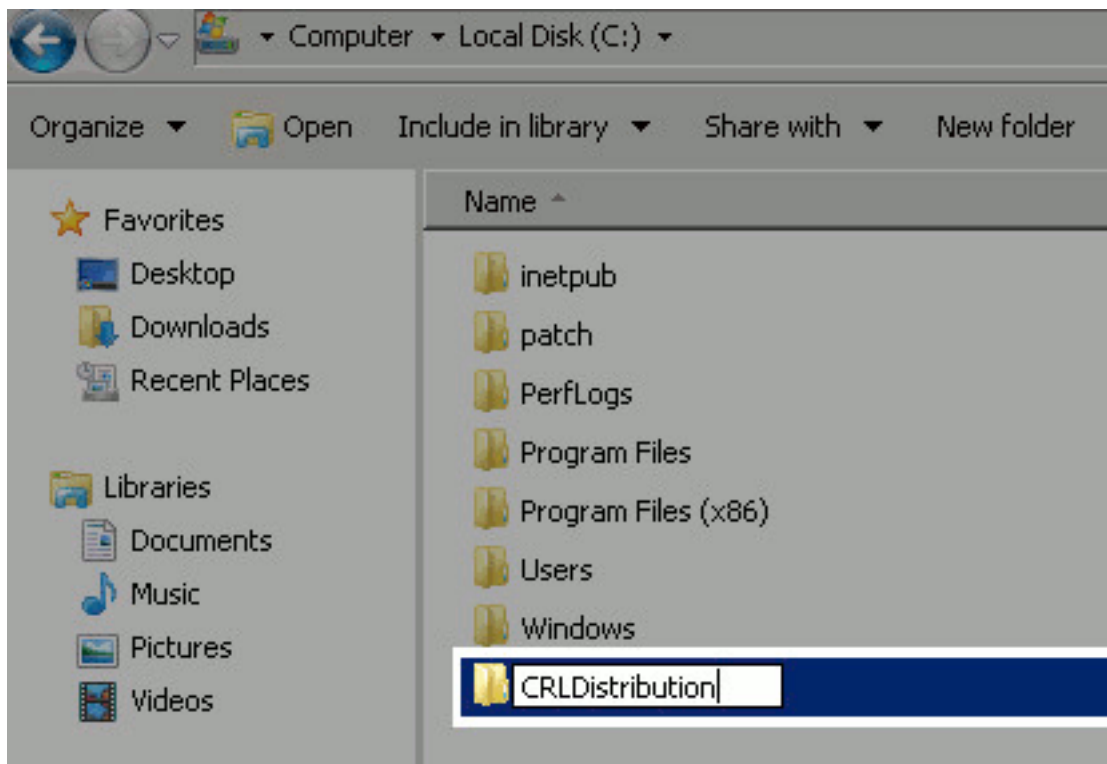 Computer Local Disk (C:)
Organize Open Include in library Share with New folder
Favorites
Desktop
Downloads
Recent Places
Libraries
Documents
Music
Pictures
Videos
Name
inetpub
patch
PerfLogs
Program Files
Program Files (x86)
Users
Windows
CRLDistribution